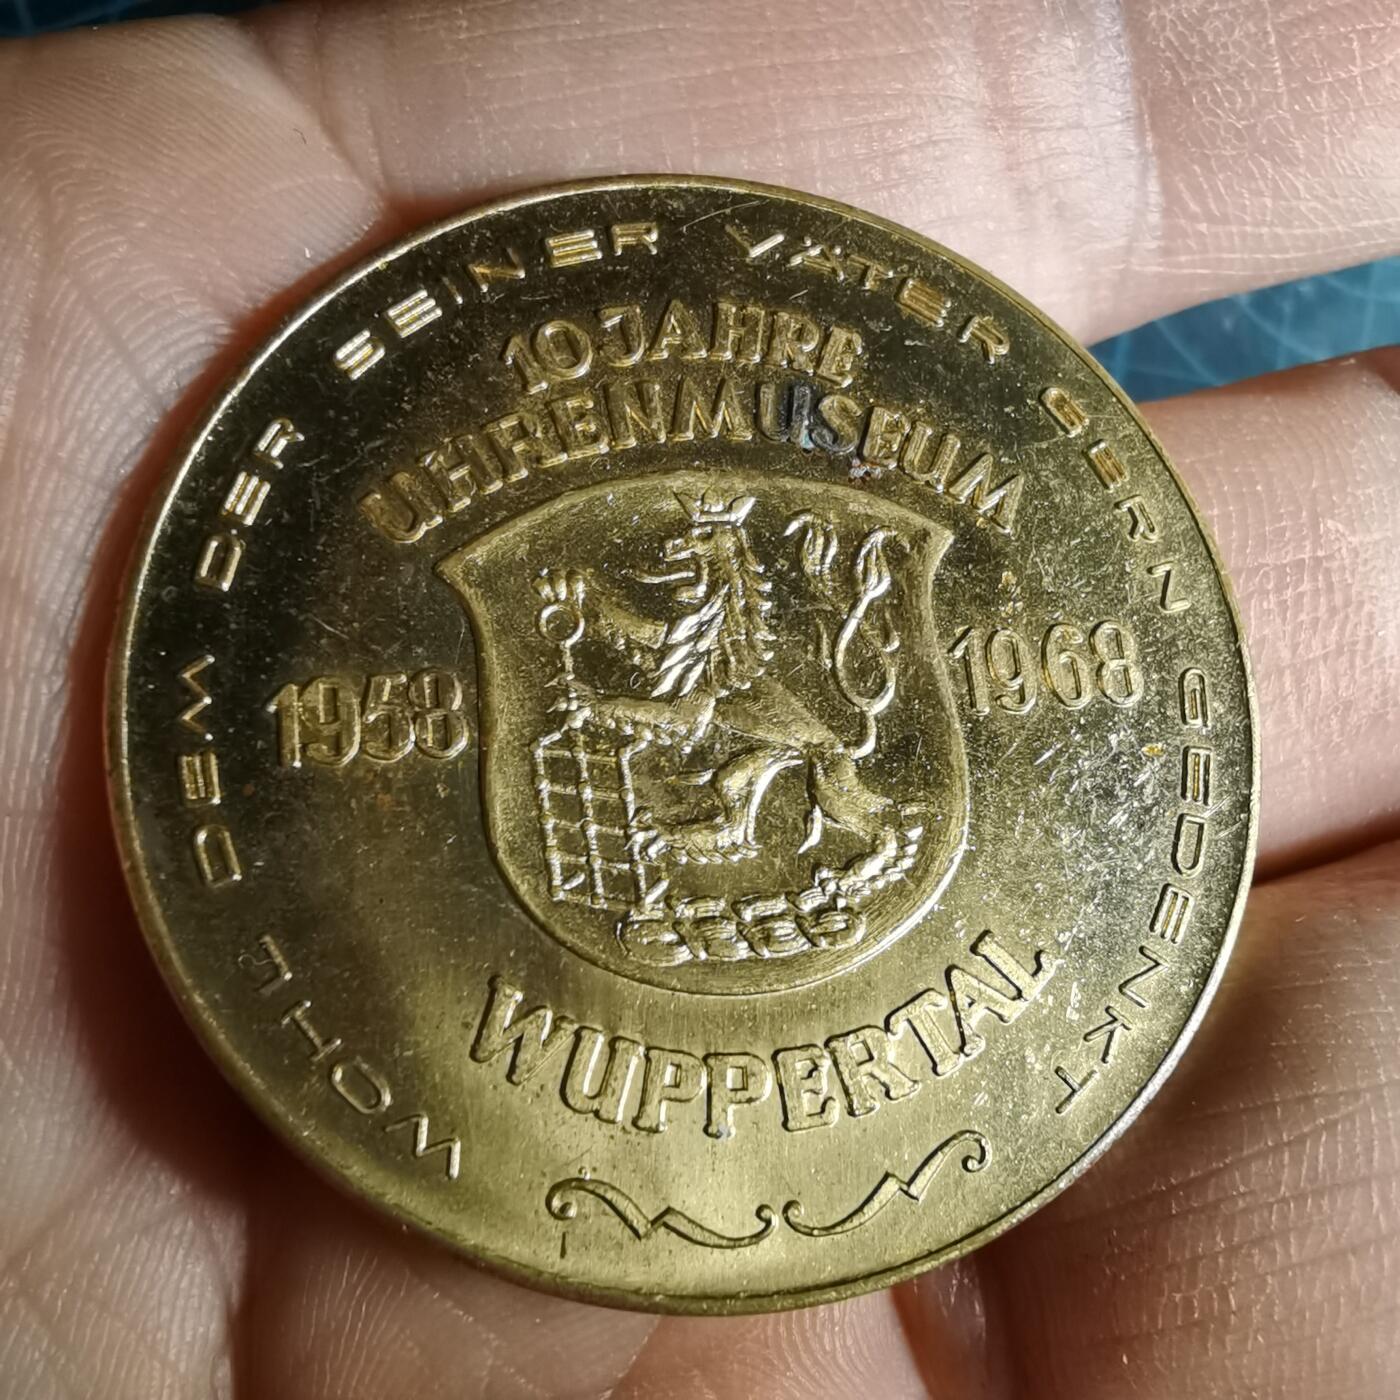 WOHL DEM DER SEINER VÄTER GERN GEDENKT
10 JAHRE
UHRENMUSEUM
1958 1968
WUPPERTAL